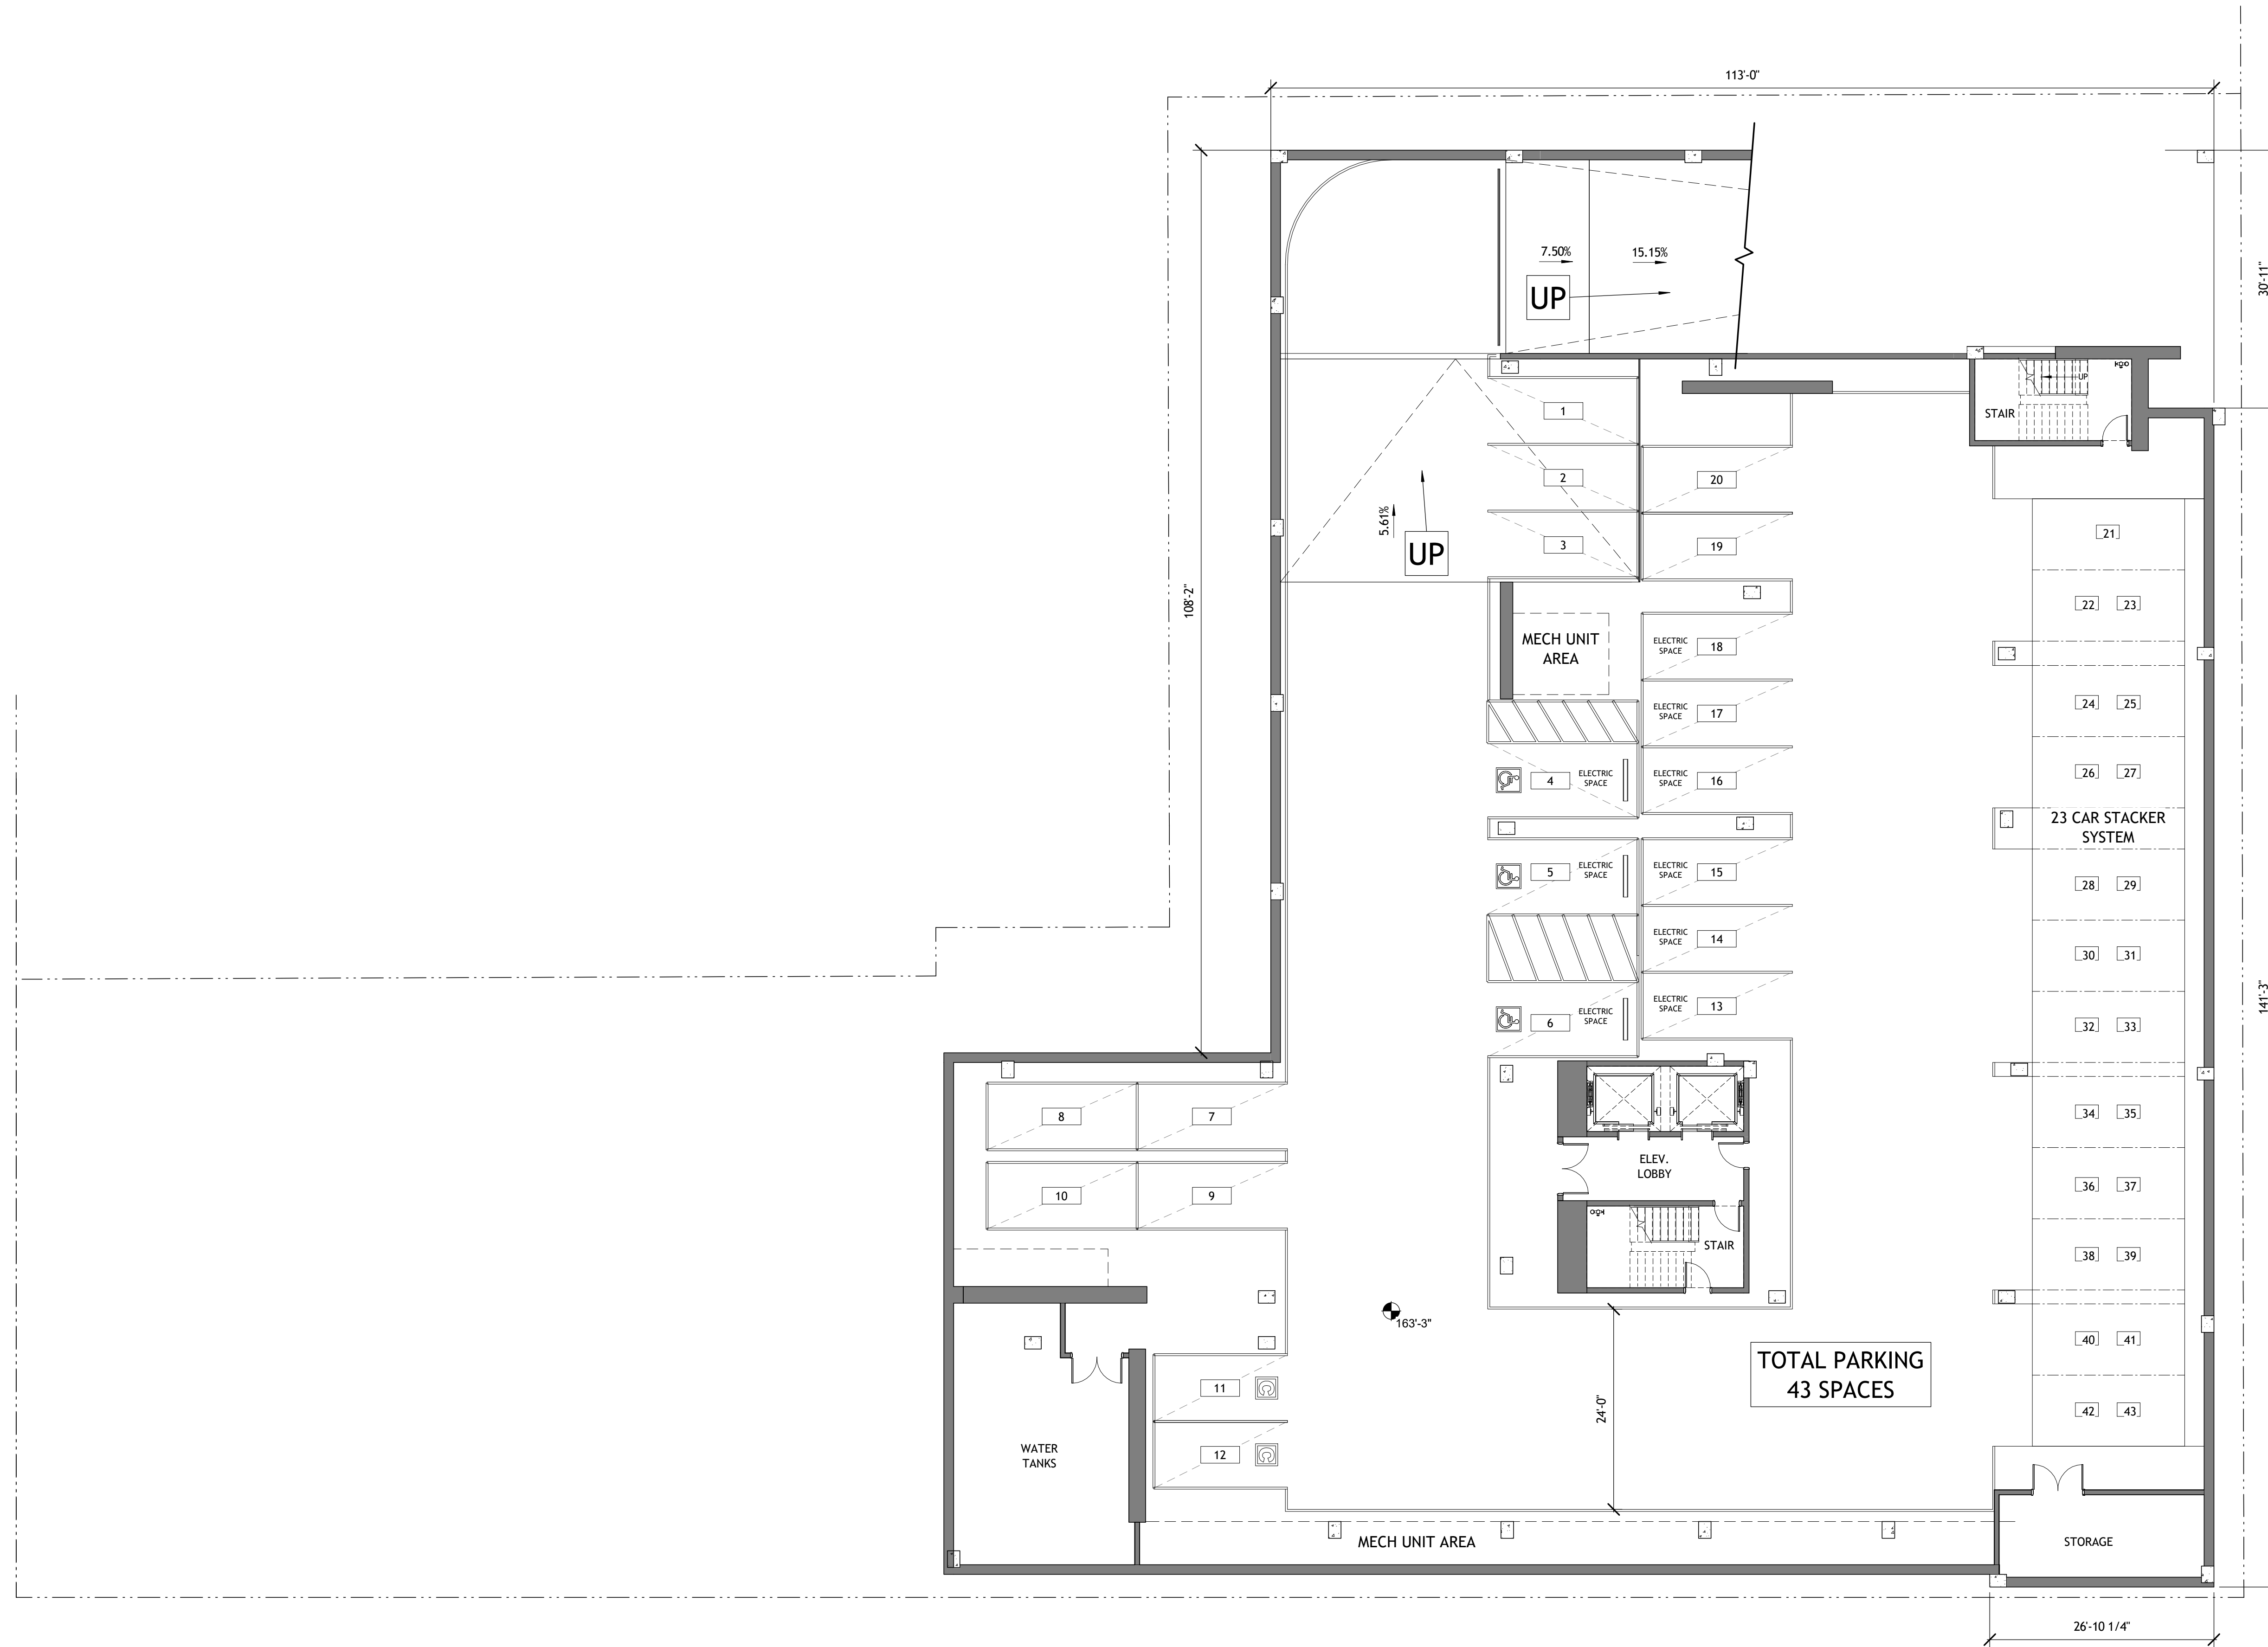 113'-0"
30'-11"
7.50%
15.15%
UP
UP
STAIR
1
2
20
3
19
5.61%
UP
21
108'-2"
22 23
MECH UNIT
AREA
ELECTRIC
SPACE
18
ELECTRIC
SPACE
17
24 25
4
ELECTRIC
SPACE
ELECTRIC
SPACE
16
26 27
23 CAR STACKER
SYSTEM
5
ELECTRIC
SPACE
ELECTRIC
SPACE
15
28 29
ELECTRIC
SPACE
14
30 31
141'-3"
6
ELECTRIC
SPACE
ELECTRIC
SPACE
13
32 33
8
7
34 35
ELEV.
LOBBY
10
9
36 37
STAIR
38 39
163'-3"
40 41
TOTAL PARKING
43 SPACES
11
24'-0"
42 43
12
WATER
TANKS
MECH UNIT AREA
STORAGE
26'-10 1/4"